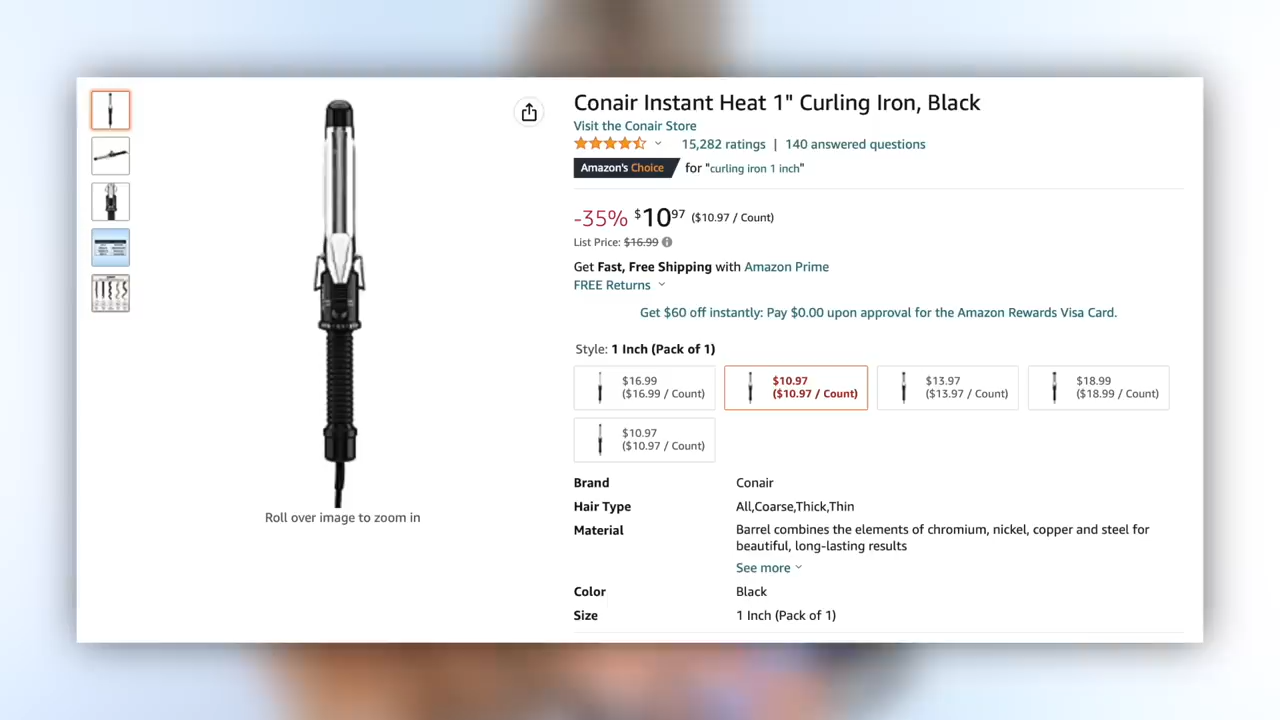 Conair Instant Heat 1" Curling Iron, Black
Visit the Conair Store
15,282 ratings | 140 answered questions
Amazon's Choice for "curling iron 1 inch"
-35% $10 97 ($10.97 / Count)
List Price: $16.99
Get Fast, Free Shipping with Amazon Prime
FREE Returns
Get $60 off instantly: Pay $0.00 upon approval for the Amazon Rewards Visa Card.
Style: 1 Inch (Pack of 1)
$16.99 $10.97 $13.97 $18.99
($16.99 / Count) ($10.97 / Count) ($13.97 / Count) ($18.99 / Count)
$10.97
($10.97 / Count)
Brand Conair
Hair Type All,Coarse,Thick,Thin
Material Barrel combines the elements of chromium, nickel, copper and steel for
beautiful, long-lasting results
See more
Color Black
Size 1 Inch (Pack of 1)
Roll over image to zoom in